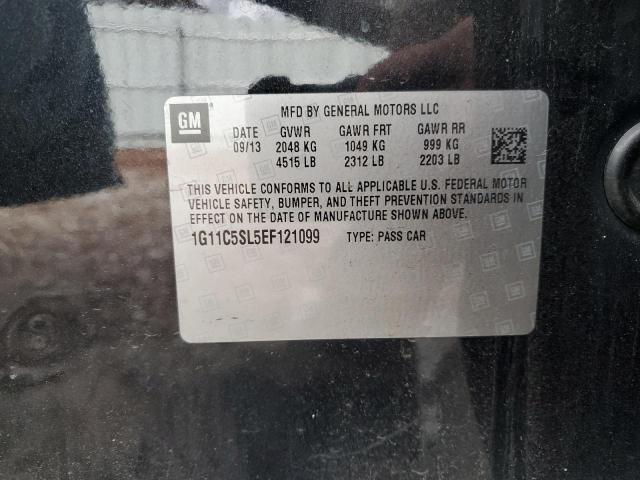 GM
MFD BY GENERAL MOTORS LLC
DATE GVWR GAWR FRT GAWR RR
09/13 2048 KG 1049 KG 999 KG
4515 LB 2312 LB 2203 LB
THIS VEHICLE CONFORMS TO ALL APPLICABLE U.S. FEDERAL MOTOR
VEHICLE SAFETY, BUMPER, AND THEFT PREVENTION STANDARDS IN
EFFECT ON THE DATE OF MANUFACTURE SHOWN ABOVE.
1G11C5SL5EF121099 TYPE: PASS CAR